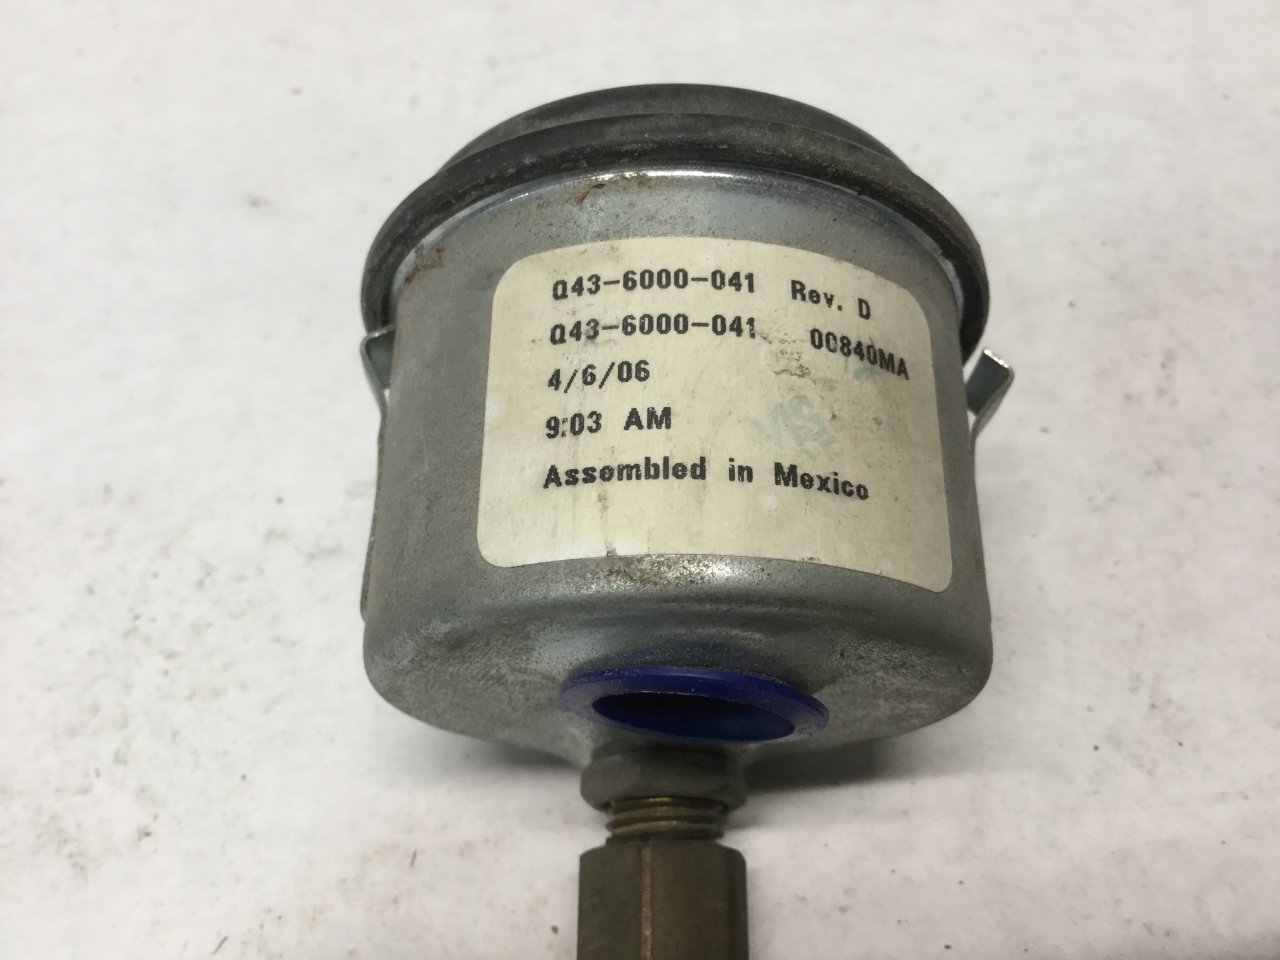 Q43-6000-041 Rev. D
Q43-6000-041 00840MA
4/6/06
9:03 AM
Assembled in Mexico